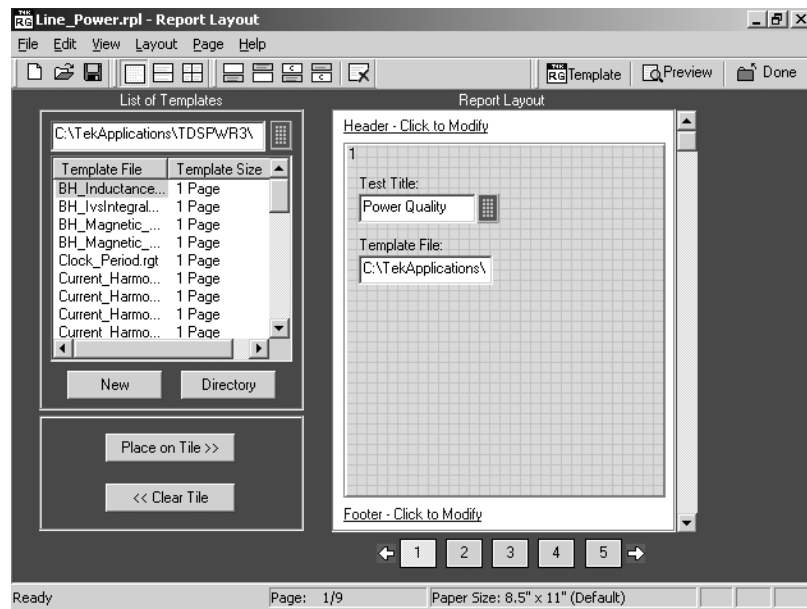 TEK
RG Line_Power.rpl - Report Layout
File Edit View Layout Page Help
TEK
RG Template Preview Done
List of Templates
C:\TekApplications\TDSPWR3\
Template File Template Size
BH_Inductance... 1 Page
BH_IvsIntegral... 1 Page
BH_Magnetic_... 1 Page
BH_Magnetic_... 1 Page
Clock_Period.rgt 1 Page
Current_Harmo... 1 Page
Current_Harmo... 1 Page
Current_Harmo... 1 Page
Current_Harmo... 1 Page
New Directory
Place on Tile >>
<< Clear Tile
Report Layout
Header - Click to Modify
1
Test Title:
Power Quality
Template File:
C:\TekApplications\
Footer - Click to Modify
1 2 3 4 5
Ready Page: 1/9 Paper Size: 8.5" x 11" (Default)